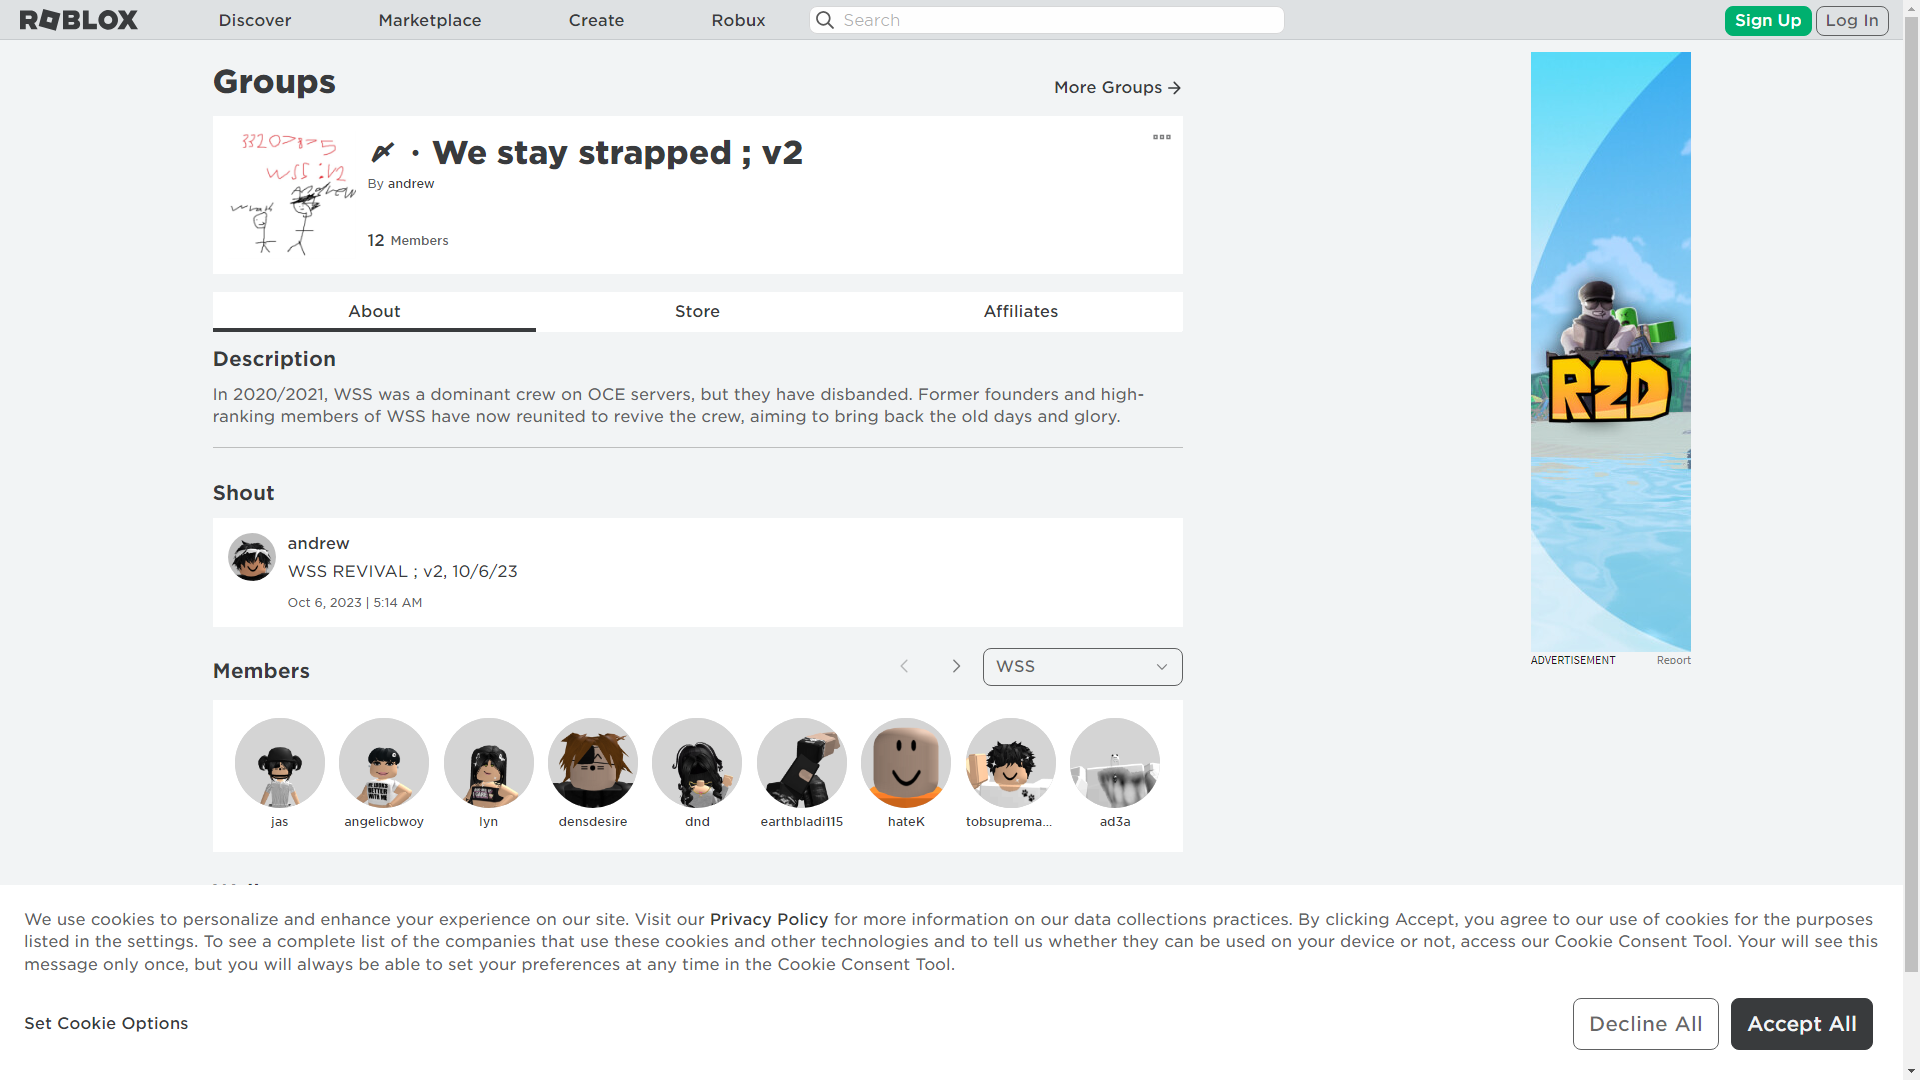 ROBLOX
Discover
Marketplace
Create
Robux
Search
Sign Up
Log In
Groups
More Groups
3320>8>5
WSS :v2
Andrew
〆 · We stay strapped ; v2
By andrew
12 Members
About
Store
Affiliates
Description
In 2020/2021, WSS was a dominant crew on OCE servers, but they have disbanded. Former founders and high-
ranking members of WSS have now reunited to revive the crew, aiming to bring back the old days and glory.
Shout
andrew
WSS REVIVAL ; v2, 10/6/23
Oct 6, 2023 | 5:14 AM
Members
WSS
jas
angelicbwoy
lyn
densdesire
dnd
earthbladi115
hateK
tobsuprema...
ad3a
R2D
ADVERTISEMENT
Report
We use cookies to personalize and enhance your experience on our site. Visit our Privacy Policy for more information on our data collections practices. By clicking Accept, you agree to our use of cookies for the purposes
listed in the settings. To see a complete list of the companies that use these cookies and other technologies and to tell us whether they can be used on your device or not, access our Cookie Consent Tool. Your will see this
message only once, but you will always be able to set your preferences at any time in the Cookie Consent Tool.
Set Cookie Options
Decline All
Accept All